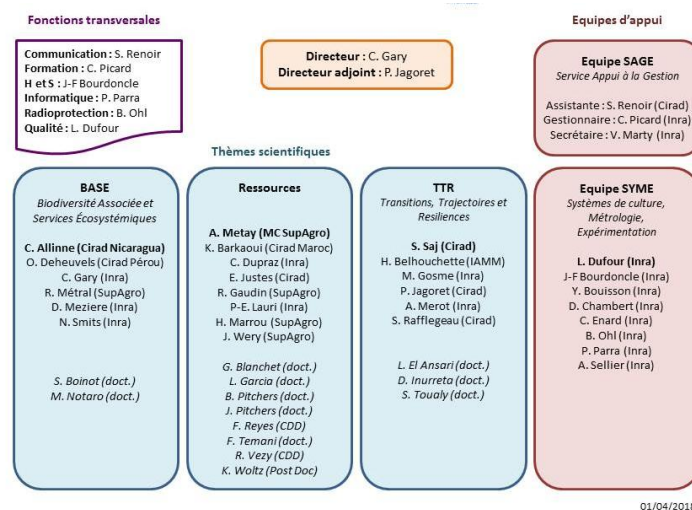 Fonctions transversales
Communication : S. Renoir
Formation : C. Picard
H et S : J-F Bourdoncle
Informatique : P. Parra
Radioprotection : B. Ohl
Qualité : L. Dufour
Directeur : C. Gary
Directeur adjoint : P. Jagoret
Equipes d'appui
Equipe SAGE
Service Appui à la Gestion
Assistante : S. Renoir (Cirad)
Gestionnaire : C. Picard (Inra)
Secrétaire : V. Marty (Inra)
Thèmes scientifiques
BASE
Biodiversité Associée et
Services Écosystémiques
C. Allinne (Cirad Nicaragua)
O. Deheuvels (Cirad Pérou)
C. Gary (Inra)
R. Métral (SupAgro)
D. Meziere (Inra)
N. Smits (Inra)
S. Boinot (doct.)
M. Notaro (doct.)
Ressources
A. Metay (MC SupAgro)
K. Barkaoui (Cirad Maroc)
C. Dupraz (Inra)
E. Justes (Cirad)
R. Gaudin (SupAgro)
P-E. Lauri (Inra)
H. Marrou (SupAgro)
J. Wery (SupAgro)
G. Blanchet (doct.)
L. Garcia (doct.)
B. Pitchers (doct.)
J. Pitchers (doct.)
F. Reyes (CDD)
F. Temani (doct.)
R. Vezy (CDD)
K. Woltz (Post Doc)
TTR
Transitions, Trajectoires et
Resiliences
S. Saj (Cirad)
H. Belhouchette (IAMM)
M. Gosme (Inra)
P. Jagoret (Cirad)
A. Merot (Inra)
S. Rafflegeau (Cirad)
L. El Ansari (doct.)
D. Inurreta (doct.)
S. Toualy (doct.)
Equipe SYME
Systèmes de culture,
Métrologie,
Expérimentation
L. Dufour (Inra)
J-F Bourdoncle (Inra)
Y. Bouisson (Inra)
D. Chambert (Inra)
C. Enard (Inra)
B. Ohl (Inra)
P. Parra (Inra)
A. Sellier (Inra)
01/04/2018